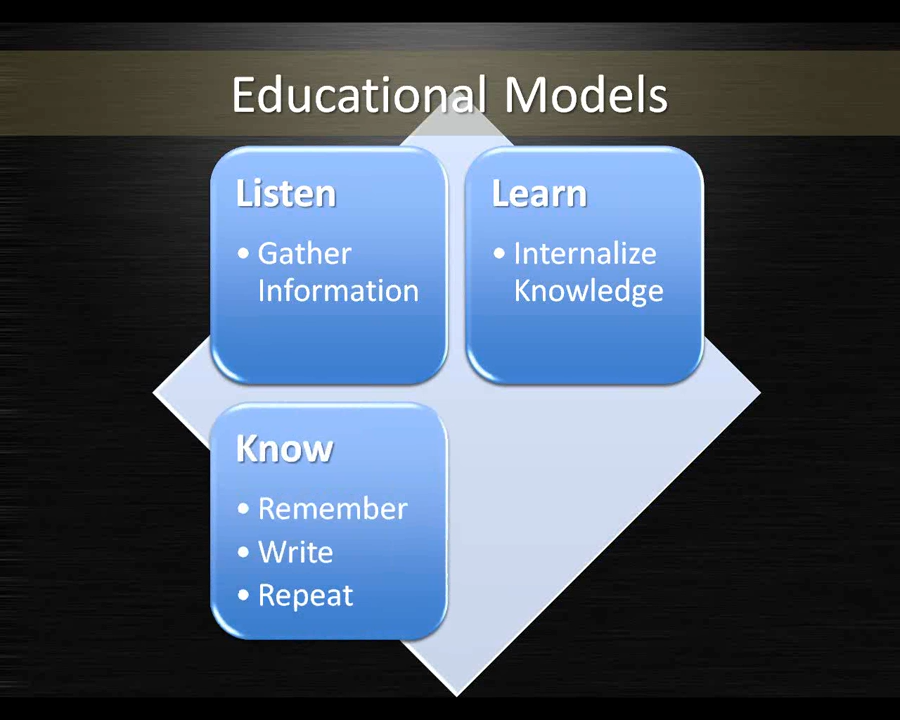 Educational Models
Listen
• Gather
Information
Learn
• Internalize
Knowledge
Know
• Remember
• Write
• Repeat